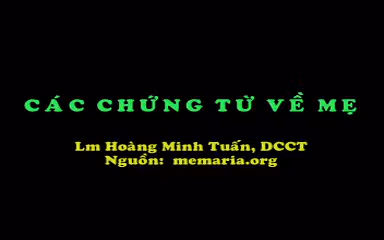 CÁC CHỨNG TỪ VỀ MẸ
Lm Hoàng Minh Tuấn, DCCT
Nguồn: memaria.org